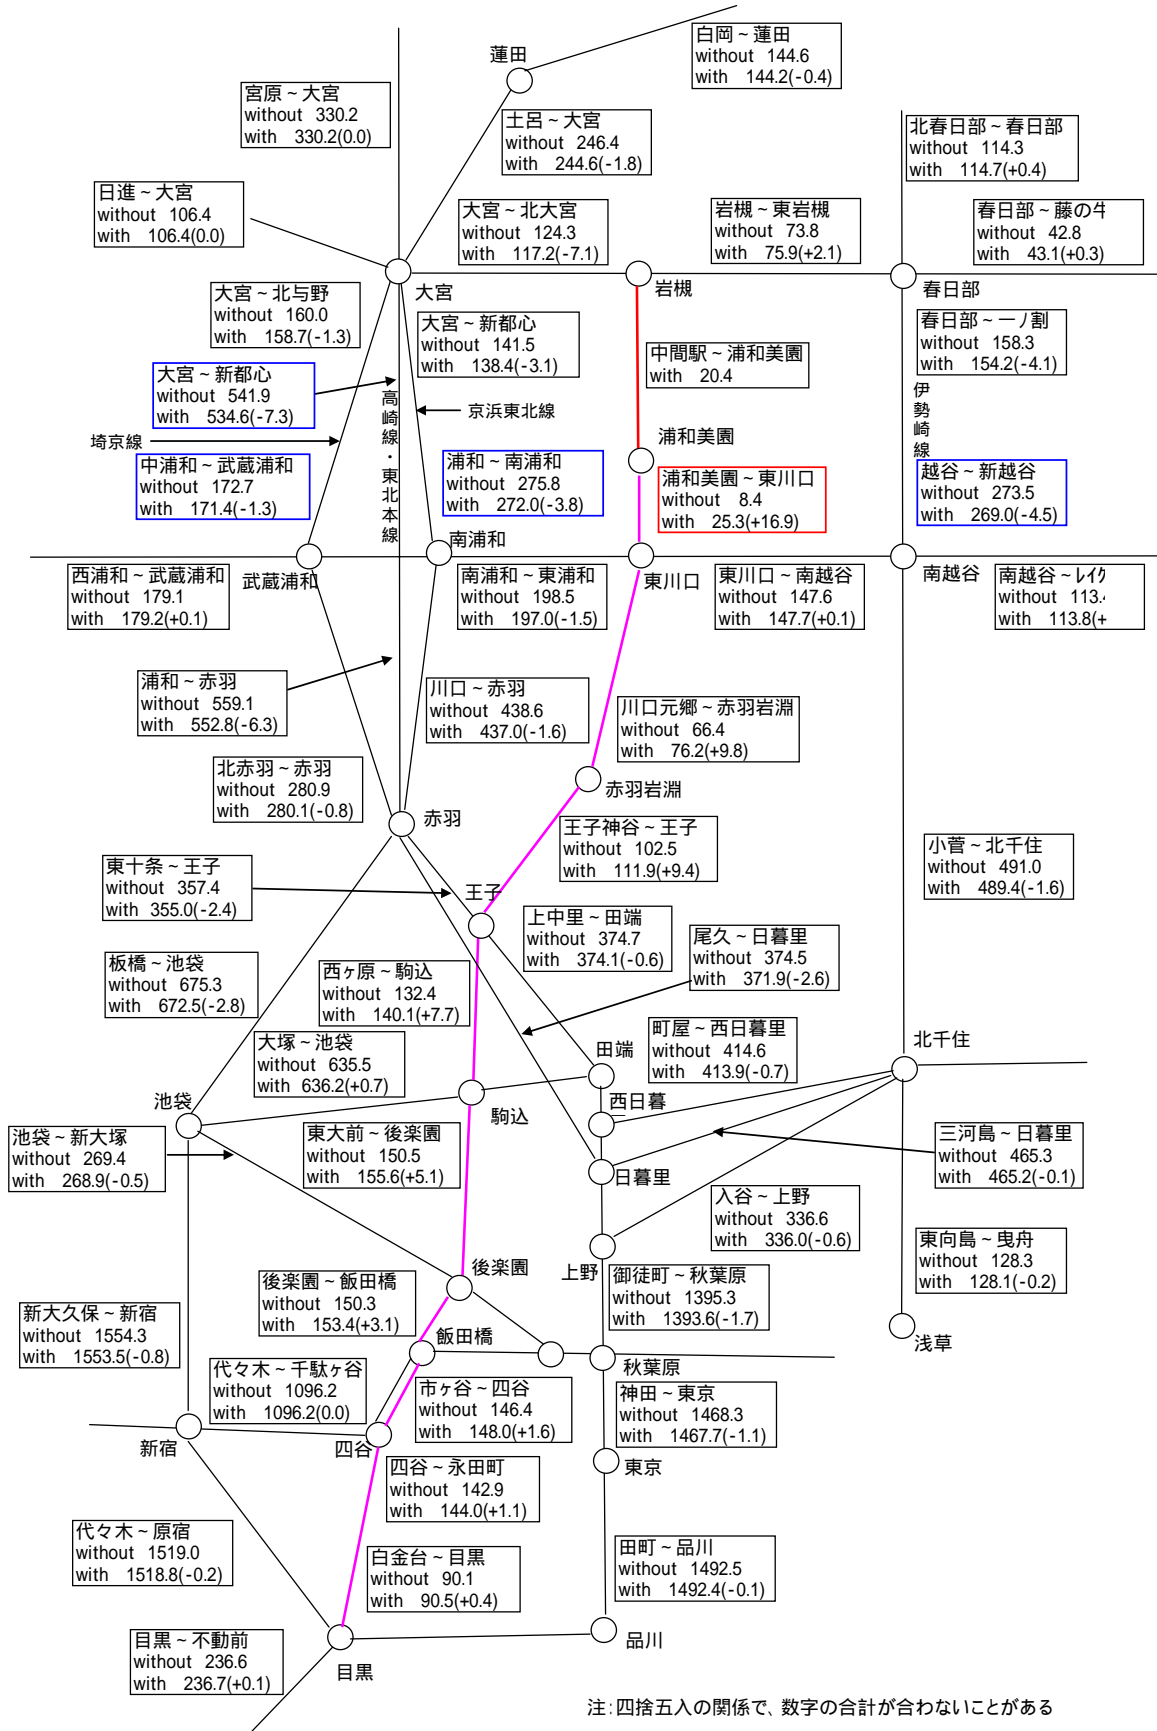 蓮田
白岡～蓮田
without 144.6
with 144.2(-0.4)
宮原～大宮
without 330.2
with 330.2(0.0)
土呂～大宮
without 246.4
with 244.6(-1.8)
北春日部～春日部
without 114.3
with 114.7(+0.4)
日進～大宮
without 106.4
with 106.4(0.0)
大宮～北大宮
without 124.3
with 117.2(-7.1)
岩槻～東岩槻
without 73.8
with 75.9(+2.1)
春日部～藤の牛
without 42.8
with 43.1(+0.3)
大宮
岩槻
春日部
大宮～北与野
without 160.0
with 158.7(-1.3)
大宮～新都心
without 141.5
with 138.4(-3.1)
中間駅～浦和美園
with 20.4
春日部～一ノ割
without 158.3
with 154.2(-4.1)
大宮～新都心
without 541.9
with 534.6(-7.3)
高崎線・東北本線
京浜東北線
伊勢崎線
埼京線
浦和美園
中浦和～武蔵浦和
without 172.7
with 171.4(-1.3)
浦和～南浦和
without 275.8
with 272.0(-3.8)
浦和美園～東川口
without 8.4
with 25.3(+16.9)
越谷～新越谷
without 273.5
with 269.0(-4.5)
武蔵浦和
南浦和
東川口
南越谷
西浦和～武蔵浦和
without 179.1
with 179.2(+0.1)
南浦和～東浦和
without 198.5
with 197.0(-1.5)
東川口～南越谷
without 147.6
with 147.7(+0.1)
南越谷～レイク
without 113.4
with 113.8(+
浦和～赤羽
without 559.1
with 552.8(-6.3)
川口～赤羽
without 438.6
with 437.0(-1.6)
川口元郷～赤羽岩淵
without 66.4
with 76.2(+9.8)
北赤羽～赤羽
without 280.9
with 280.1(-0.8)
赤羽
赤羽岩淵
王子神谷～王子
without 102.5
with 111.9(+9.4)
小菅～北千住
without 491.0
with 489.4(-1.6)
東十条～王子
without 357.4
with 355.0(-2.4)
王子
上中里～田端
without 374.7
with 374.1(-0.6)
尾久～日暮里
without 374.5
with 371.9(-2.6)
板橋～池袋
without 675.3
with 672.5(-2.8)
西ヶ原～駒込
without 132.4
with 140.1(+7.7)
大塚～池袋
without 635.5
with 636.2(+0.7)
田端
町屋～西日暮里
without 414.6
with 413.9(-0.7)
北千住
池袋
駒込
西日暮
池袋～新大塚
without 269.4
with 268.9(-0.5)
東大前～後楽園
without 150.5
with 155.6(+5.1)
三河島～日暮里
without 465.3
with 465.2(-0.1)
日暮里
入谷～上野
without 336.6
with 336.0(-0.6)
東向島～曳舟
without 128.3
with 128.1(-0.2)
後楽園
上野
後楽園～飯田橋
without 150.3
with 153.4(+3.1)
御徒町～秋葉原
without 1395.3
with 1393.6(-1.7)
新大久保～新宿
without 1554.3
with 1553.5(-0.8)
飯田橋
浅草
代々木～千駄ヶ谷
without 1096.2
with 1096.2(0.0)
秋葉原
市ヶ谷～四谷
without 146.4
with 148.0(+1.6)
神田～東京
without 1468.3
with 1467.7(-1.1)
新宿
四谷
東京
四谷～永田町
without 142.9
with 144.0(+1.1)
代々木～原宿
without 1519.0
with 1518.8(-0.2)
白金台～目黒
without 90.1
with 90.5(+0.4)
田町～品川
without 1492.5
with 1492.4(-0.1)
目黒～不動前
without 236.6
with 236.7(+0.1)
目黒
品川
注：四捨五入の関係で、数字の合計が合わないことがある